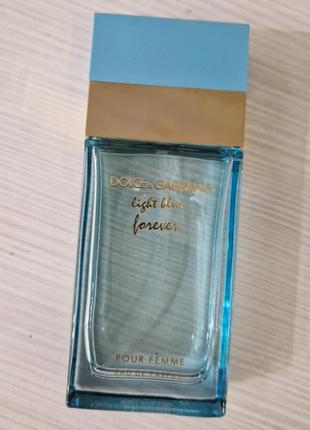 DOLCE & GABBANA
light blue
forever
POUR FEMME
EAU DE PARFUM